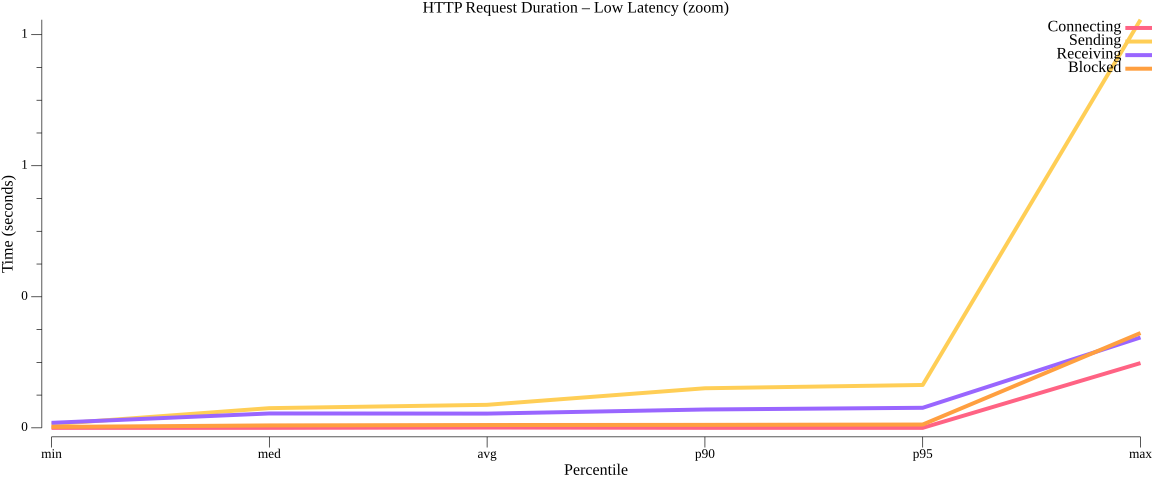 HTTP Request Duration – Low Latency (zoom)
Connecting
Sending
Receiving
Blocked
1
1
0
0
Time (seconds)
min med avg p90 p95 max
Percentile